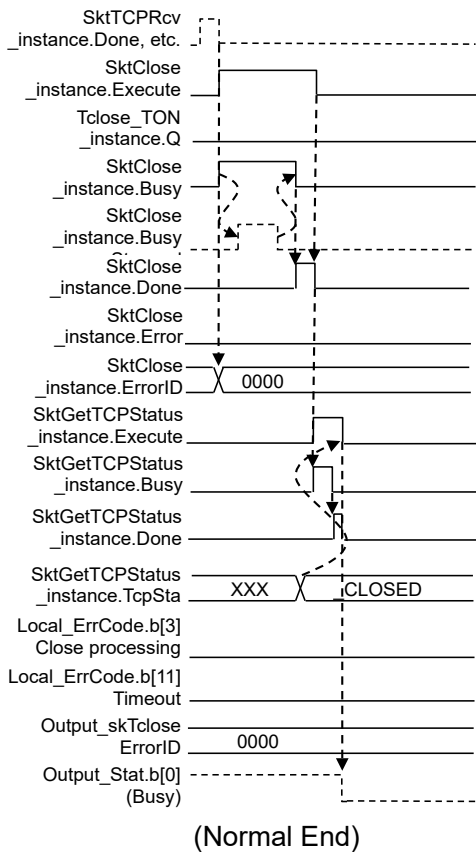 SktTCPRcv
_instance.Done, etc.
SktClose
_instance.Execute
Tclose_TON
_instance.Q
SktClose
_instance.Busy
SktClose
_instance.Busy
SktClose
_instance.Done
SktClose
_instance.Error
SktClose
_instance.ErrorID
0000
SktGetTCPStatus
_instance.Execute
SktGetTCPStatus
_instance.Busy
SktGetTCPStatus
_instance.Done
SktGetTCPStatus
_instance.TcpSta
XXX
_CLOSED
Local_ErrCode.b[3]
Close processing
Local_ErrCode.b[11]
Timeout
Output_skTclose
ErrorID
0000
Output_Stat.b[0]
(Busy)
(Normal End)